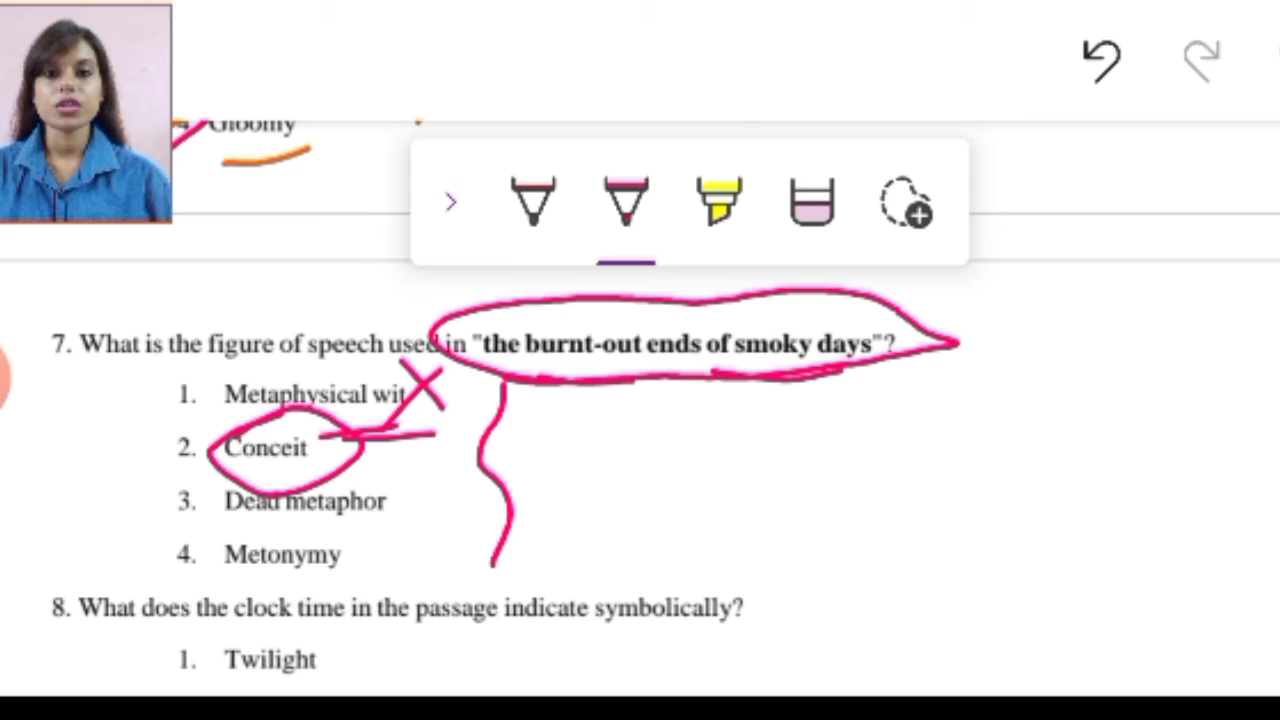 4. Gloomy
7. What is the figure of speech used in "the burnt-out ends of smoky days"?
1. Metaphysical wit
2. Conceit
3. Dead metaphor
4. Metonymy
8. What does the clock time in the passage indicate symbolically?
1. Twilight